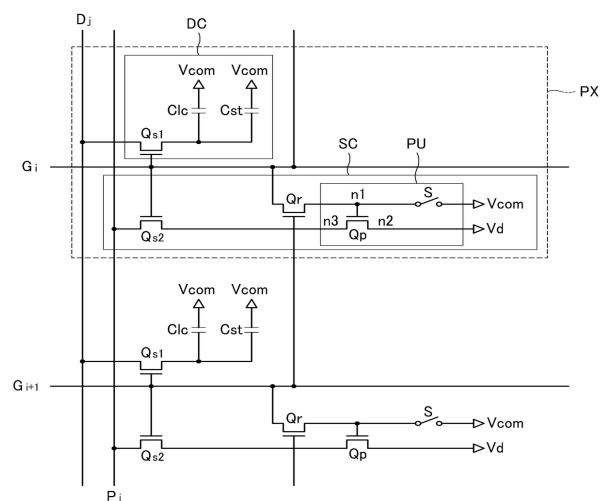 Dj
DC
PX
Vcom Vcom
Clc Cst
Qs1
Gi
SC PU
Qr n1 S Vcom
n3 n2 Vd
Qs2 Qp
Vcom Vcom
Clc Cst
Qs1
Gi+1
Qr S Vcom
Vd
Qs2 Qp
Pj